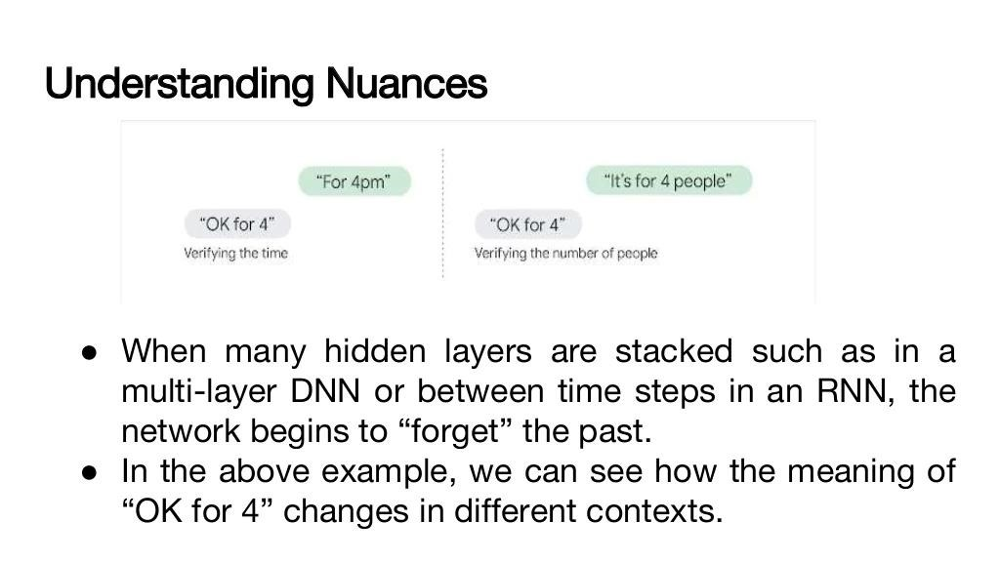 Understanding Nuances
“For 4pm”
“OK for 4”
Verifying the time
“It’s for 4 people”
“OK for 4”
Verifying the number of people
● When many hidden layers are stacked such as in a
multi-layer DNN or between time steps in an RNN, the
network begins to “forget” the past.
● In the above example, we can see how the meaning of
“OK for 4” changes in different contexts.